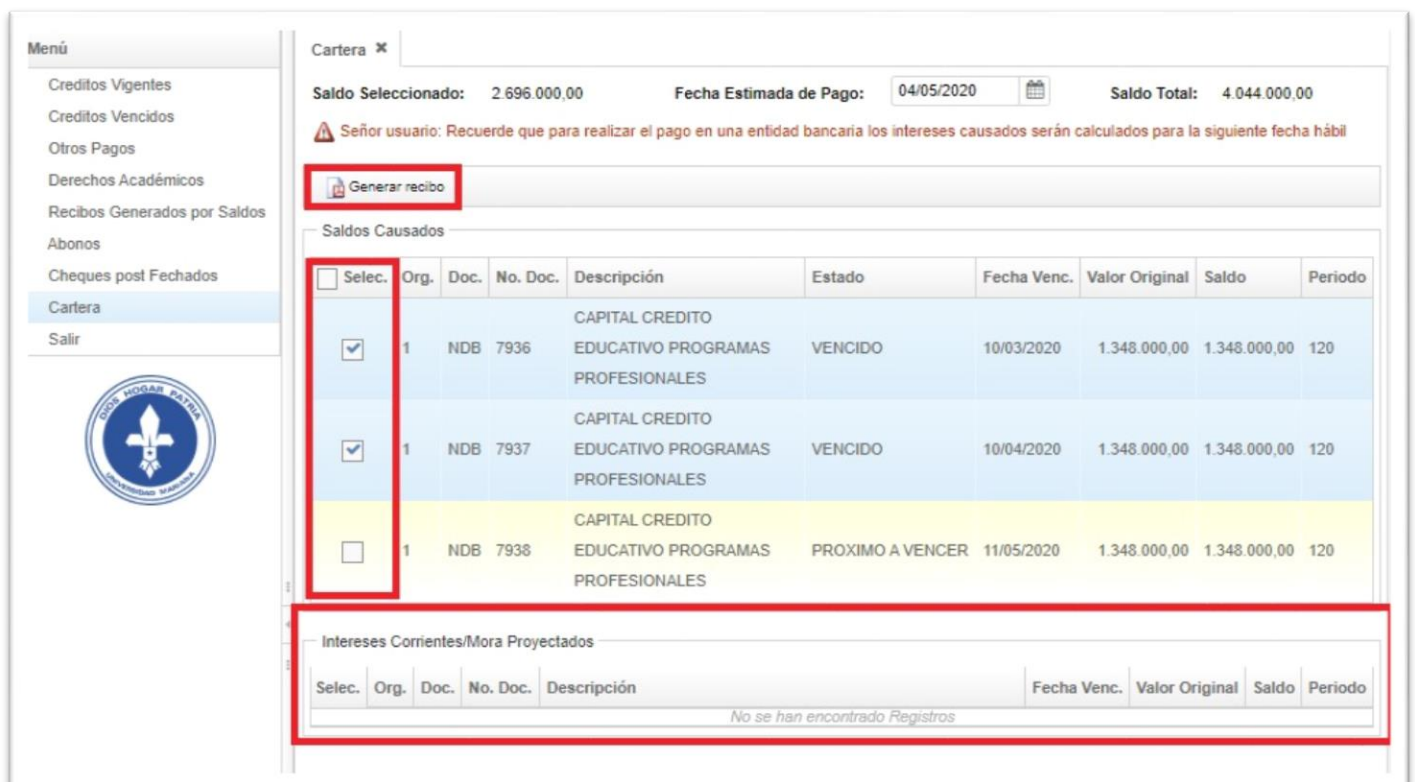 Menú
Creditos Vigentes
Creditos Vencidos
Otros Pagos
Derechos Académicos
Recibos Generados por Saldos
Abonos
Cheques post Fechados
Cartera
Salir
DIOS HOGAR PATRIA
UNIVERSIDAD MARIANA
Cartera
Saldo Seleccionado: 2.696.000,00 Fecha Estimada de Pago: 04/05/2020 Saldo Total: 4.044.000,00
Señor usuario: Recuerde que para realizar el pago en una entidad bancaria los intereses causados serán calculados para la siguiente fecha hábil
Generar recibo
Saldos Causados
Selec. Org. Doc. No. Doc. Descripción Estado Fecha Venc. Valor Original Saldo Periodo
CAPITAL CREDITO
1 NDB 7936 EDUCATIVO PROGRAMAS VENCIDO 10/03/2020 1.348.000,00 1.348.000,00 120
PROFESIONALES
CAPITAL CREDITO
1 NDB 7937 EDUCATIVO PROGRAMAS VENCIDO 10/04/2020 1.348.000,00 1.348.000,00 120
PROFESIONALES
CAPITAL CREDITO
1 NDB 7938 EDUCATIVO PROGRAMAS PROXIMO A VENCER 11/05/2020 1.348.000,00 1.348.000,00 120
PROFESIONALES
Intereses Corrientes/Mora Proyectados
Selec. Org. Doc. No. Doc. Descripción Fecha Venc. Valor Original Saldo Periodo
No se han encontrado Registros